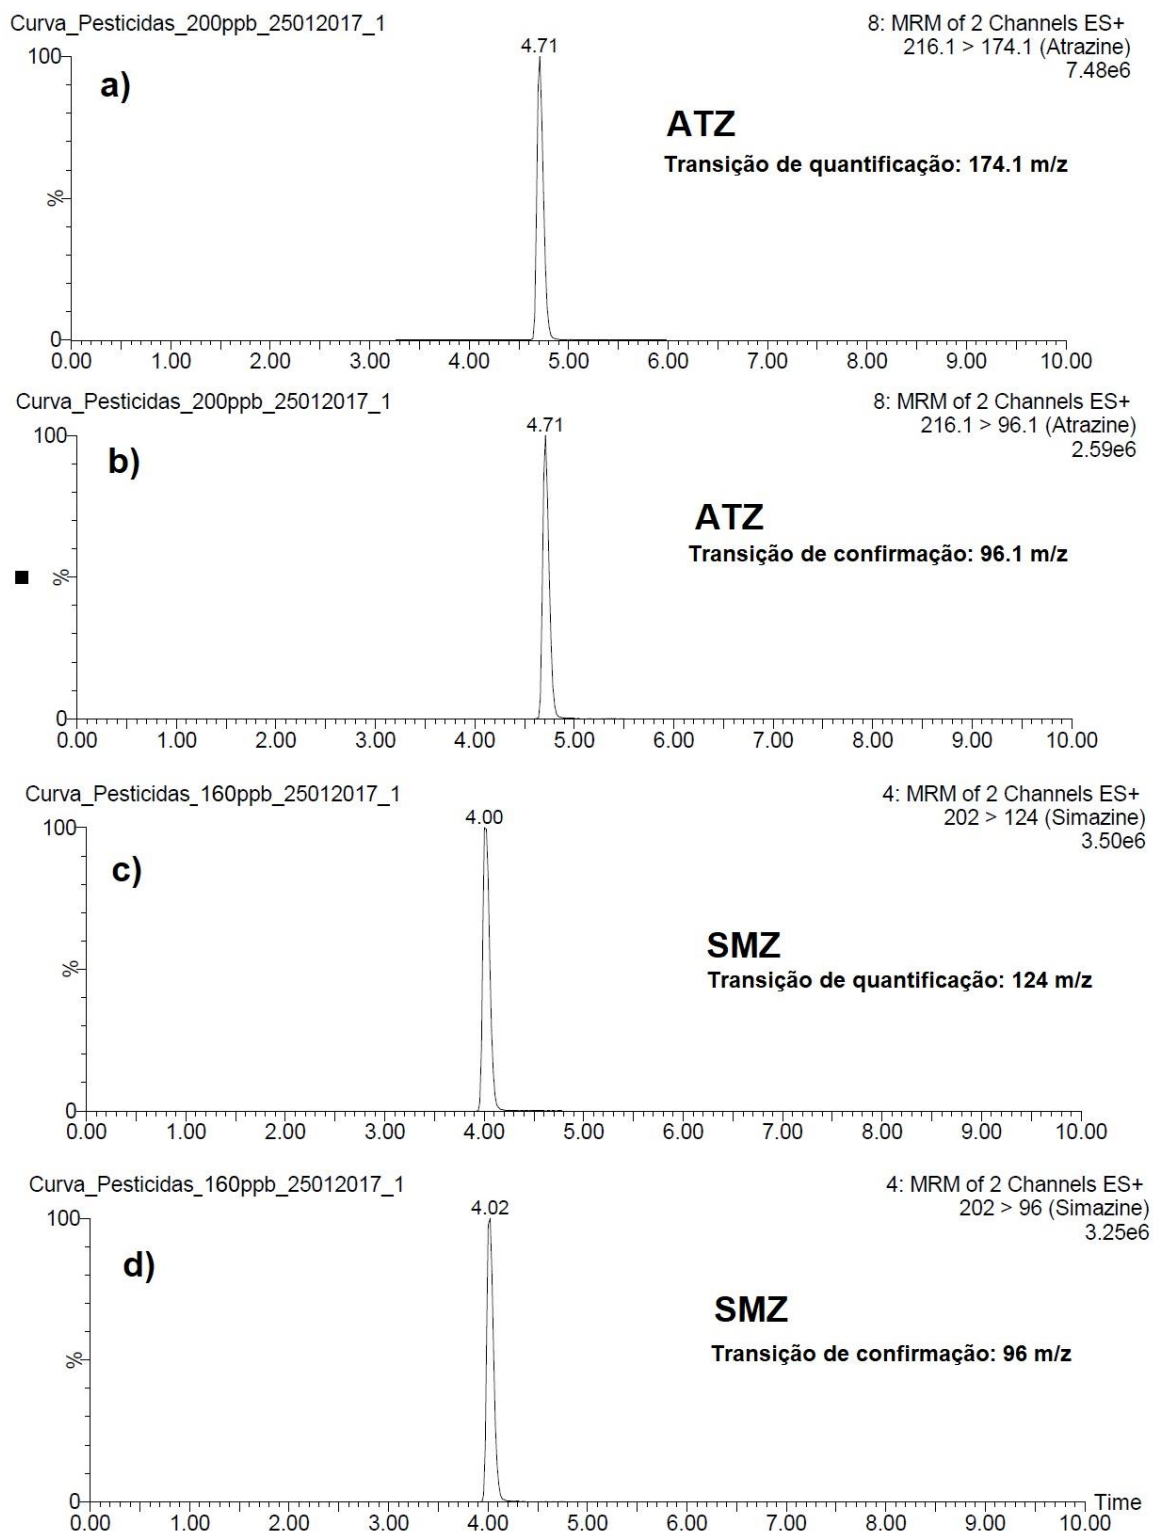 Curva_Pesticidas_200ppb_25012017_1
8: MRM of 2 Channels ES+
216.1 > 174.1 (Atrazine)
7.48e6
4.71
100
a)
ATZ
Transição de quantificação: 174.1 m/z
%
0
0.00 1.00 2.00 3.00 4.00 5.00 6.00 7.00 8.00 9.00 10.00
Curva_Pesticidas_200ppb_25012017_1
8: MRM of 2 Channels ES+
216.1 > 96.1 (Atrazine)
2.59e6
4.71
100
b)
ATZ
Transição de confirmação: 96.1 m/z
%
0
0.00 1.00 2.00 3.00 4.00 5.00 6.00 7.00 8.00 9.00 10.00
Curva_Pesticidas_160ppb_25012017_1
4: MRM of 2 Channels ES+
202 > 124 (Simazine)
3.50e6
4.00
100
c)
SMZ
Transição de quantificação: 124 m/z
%
0
0.00 1.00 2.00 3.00 4.00 5.00 6.00 7.00 8.00 9.00 10.00
Curva_Pesticidas_160ppb_25012017_1
4: MRM of 2 Channels ES+
202 > 96 (Simazine)
3.25e6
4.02
100
d)
SMZ
Transição de confirmação: 96 m/z
%
0
Time
0.00 1.00 2.00 3.00 4.00 5.00 6.00 7.00 8.00 9.00 10.00